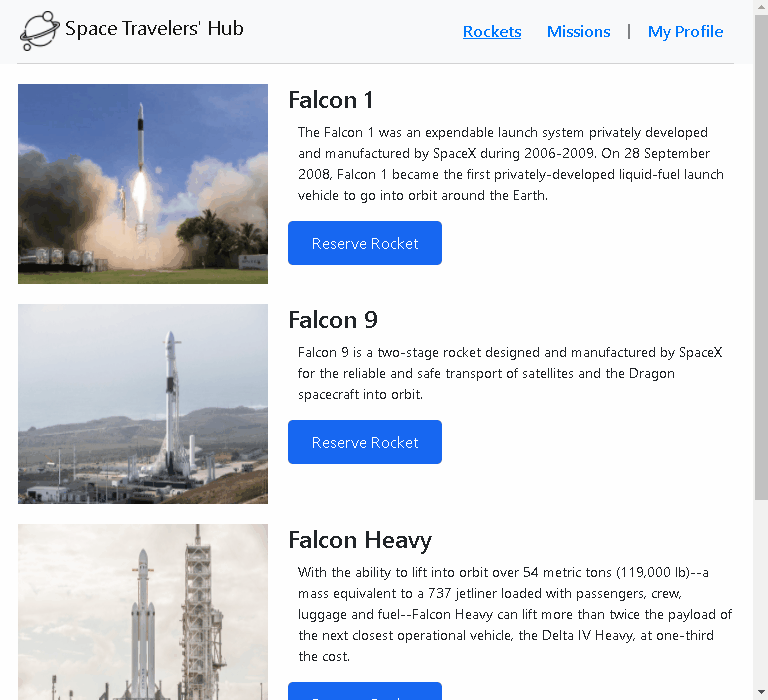 Space Travelers' Hub
Rockets Missions | My Profile
Falcon 1
The Falcon 1 was an expendable launch system privately developed
and manufactured by SpaceX during 2006-2009. On 28 September
2008, Falcon 1 became the first privately-developed liquid-fuel launch
vehicle to go into orbit around the Earth.
Reserve Rocket
Falcon 9
Falcon 9 is a two-stage rocket designed and manufactured by SpaceX
for the reliable and safe transport of satellites and the Dragon
spacecraft into orbit.
Reserve Rocket
Falcon Heavy
With the ability to lift into orbit over 54 metric tons (119,000 lb)--a
mass equivalent to a 737 jetliner loaded with passengers, crew,
luggage and fuel--Falcon Heavy can lift more than twice the payload of
the next closest operational vehicle, the Delta IV Heavy, at one-third
the cost.